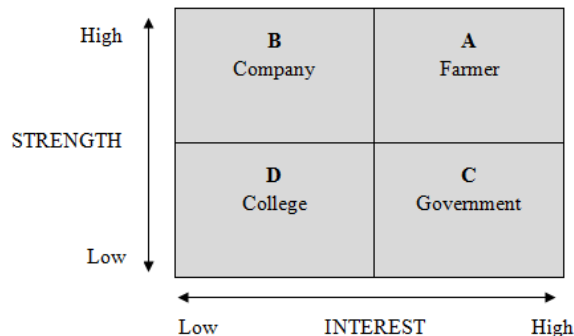 High
B
Company
A
Farmer
STRENGTH
D
College
C
Government
Low
Low INTEREST High